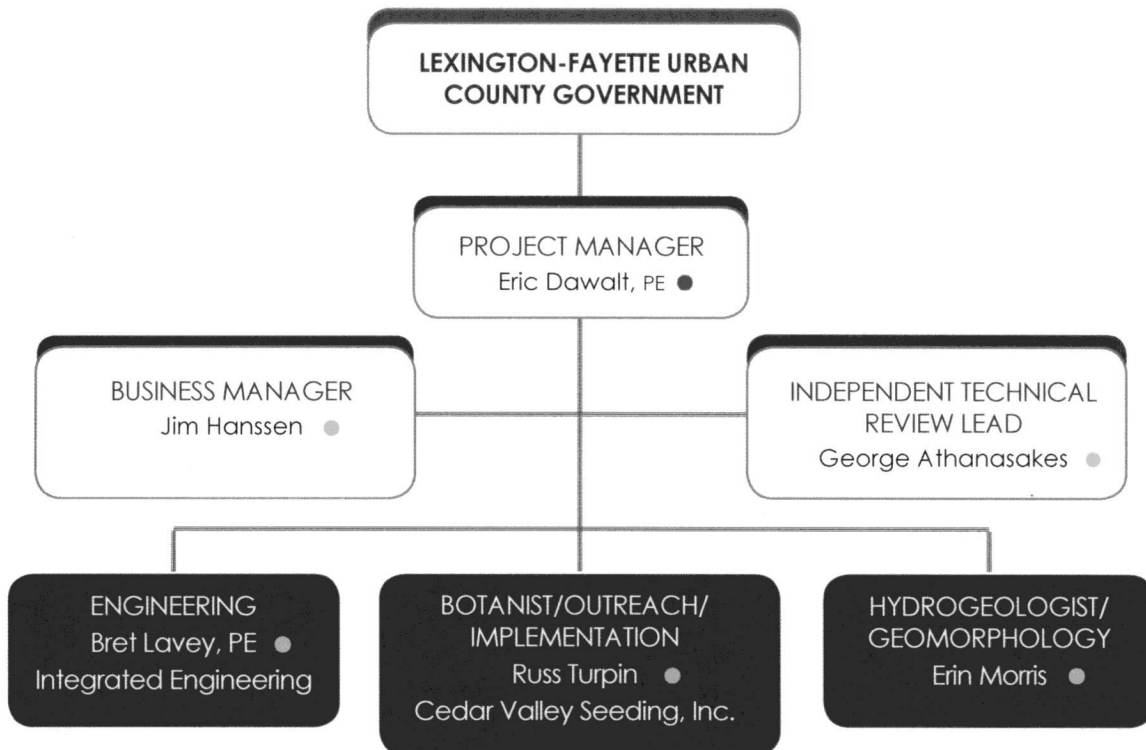 LEXINGTON-FAYETTE URBAN
COUNTY GOVERNMENT
PROJECT MANAGER
Eric Dawalt, PE
BUSINESS MANAGER
Jim Hanssen
INDEPENDENT TECHNICAL
REVIEW LEAD
George Athanasakes
ENGINEERING
Bret Lavey, PE
Integrated Engineering
BOTANIST/OUTREACH/
IMPLEMENTATION
Russ Turpin
Cedar Valley Seeding, Inc.
HYDROGEOLOGIST/
GEOMORPHOLOGY
Erin Morris